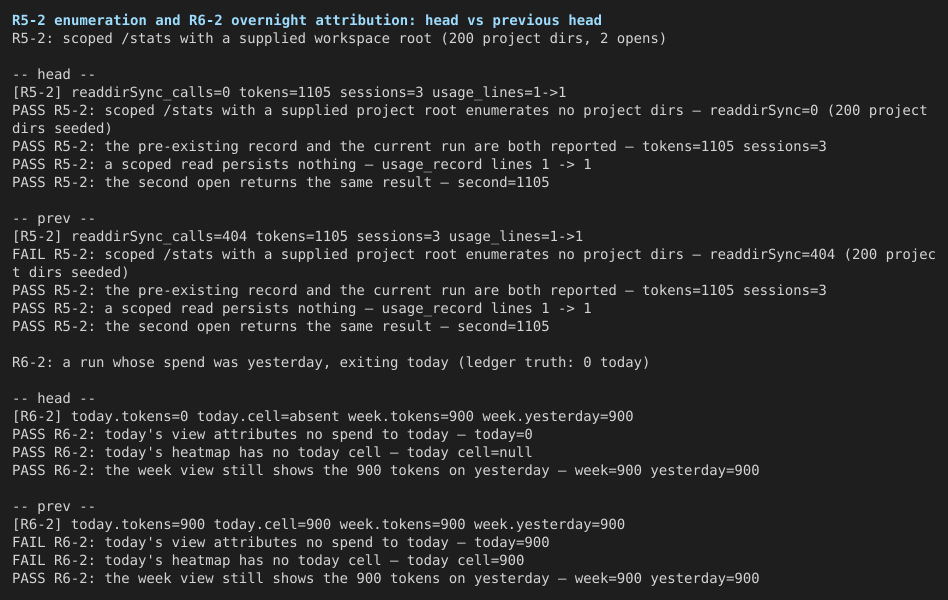 R5-2 enumeration and R6-2 overnight attribution: head vs previous head
R5-2: scoped /stats with a supplied workspace root (200 project dirs, 2 opens)
-- head --
[R5-2] readdirSync_calls=0 tokens=1105 sessions=3 usage_lines=1->1
PASS R5-2: scoped /stats with a supplied project root enumerates no project dirs — readdirSync=0 (200 project
dirs seeded)
PASS R5-2: the pre-existing record and the current run are both reported — tokens=1105 sessions=3
PASS R5-2: a scoped read persists nothing — usage_record lines 1 -> 1
PASS R5-2: the second open returns the same result — second=1105
-- prev --
[R5-2] readdirSync_calls=404 tokens=1105 sessions=3 usage_lines=1->1
FAIL R5-2: scoped /stats with a supplied project root enumerates no project dirs — readdirSync=404 (200 projec
t dirs seeded)
PASS R5-2: the pre-existing record and the current run are both reported — tokens=1105 sessions=3
PASS R5-2: a scoped read persists nothing — usage_record lines 1 -> 1
PASS R5-2: the second open returns the same result — second=1105
R6-2: a run whose spend was yesterday, exiting today (ledger truth: 0 today)
-- head --
[R6-2] today.tokens=0 today.cell=absent week.tokens=900 week.yesterday=900
PASS R6-2: today's view attributes no spend to today — today=0
PASS R6-2: today's heatmap has no today cell — today cell=null
PASS R6-2: the week view still shows the 900 tokens on yesterday — week=900 yesterday=900
-- prev --
[R6-2] today.tokens=900 today.cell=900 week.tokens=900 week.yesterday=900
FAIL R6-2: today's view attributes no spend to today — today=900
FAIL R6-2: today's heatmap has no today cell — today cell=900
PASS R6-2: the week view still shows the 900 tokens on yesterday — week=900 yesterday=900